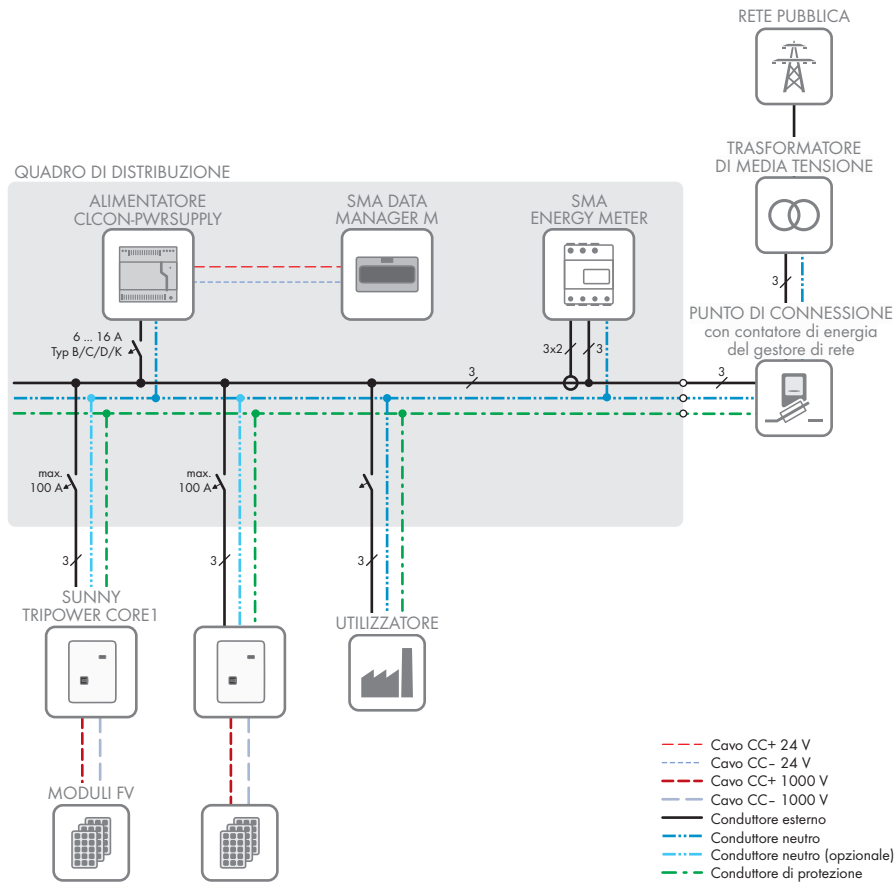 RETE PUBBLICA
TRASFORMATORE
DI MEDIA TENSIONE
QUADRO DI DISTRIBUZIONE
ALIMENTATORE
CLCON-PWRSUPPLY
SMA DATA
MANAGER M
SMA
ENERGY METER
3
PUNTO DI CONNESSIONE
con contatore di energia
del gestore di rete
6 ... 16 A
Typ B/C/D/K
3x2
3
3
3
max.
100 A
max.
100 A
3
3
3
SUNNY
TRIPOWER CORE1
UTILIZZATORE
MODULI FV
Cavo CC+ 24 V
Cavo CC– 24 V
Cavo CC+ 1000 V
Cavo CC– 1000 V
Conduttore esterno
Conduttore neutro
Conduttore neutro (opzionale)
Conduttore di protezione